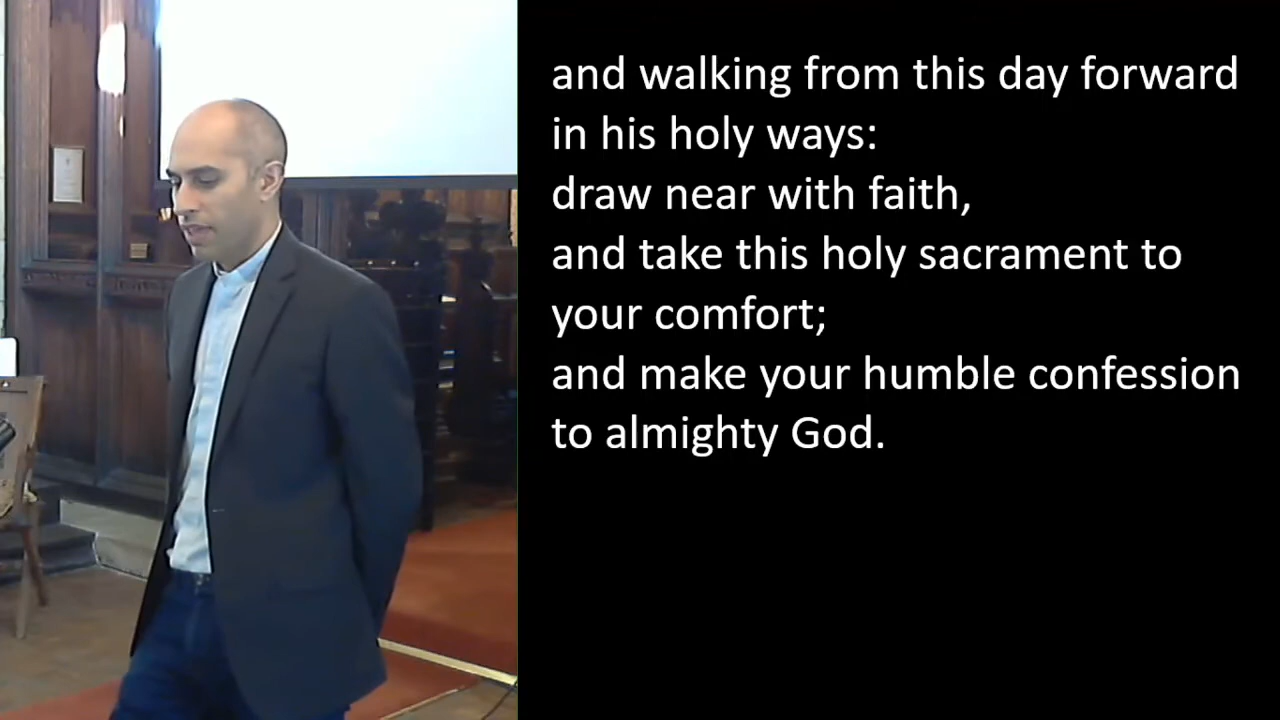 and walking from this day forward
in his holy ways:
draw near with faith,
and take this holy sacrament to
your comfort;
and make your humble confession
to almighty God.